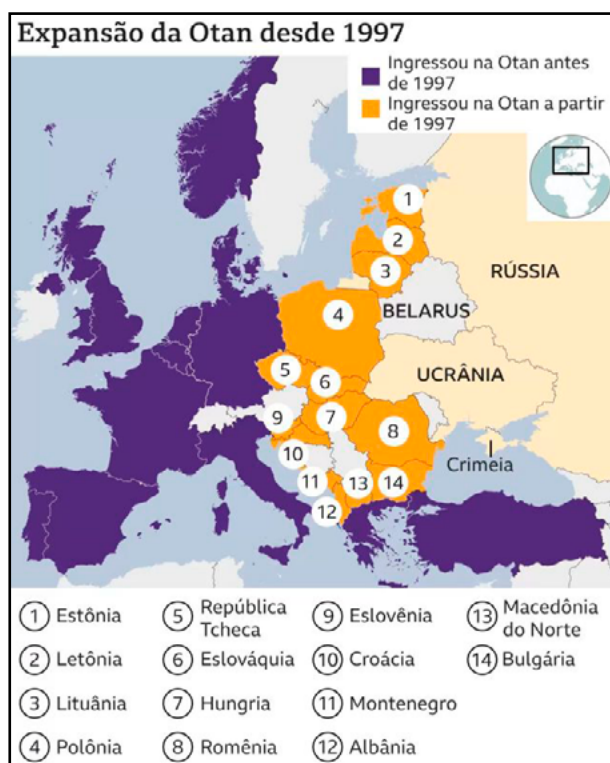 Expansão da Otan desde 1997
Ingressou na Otan antes
de 1997
Ingressou na Otan a partir
de 1997
1
2
RÚSSIA
3
BELARUS
4
5
UCRÂNIA
6
9
7
8
10
Crimeia
11
13
14
12
1 Estônia
2 Letônia
3 Lituânia
4 Polônia
5 República
Tcheca
6 Eslováquia
7 Hungria
8 Romênia
9 Eslovênia
10 Croácia
11 Montenegro
12 Albânia
13 Macedônia
do Norte
14 Bulgária